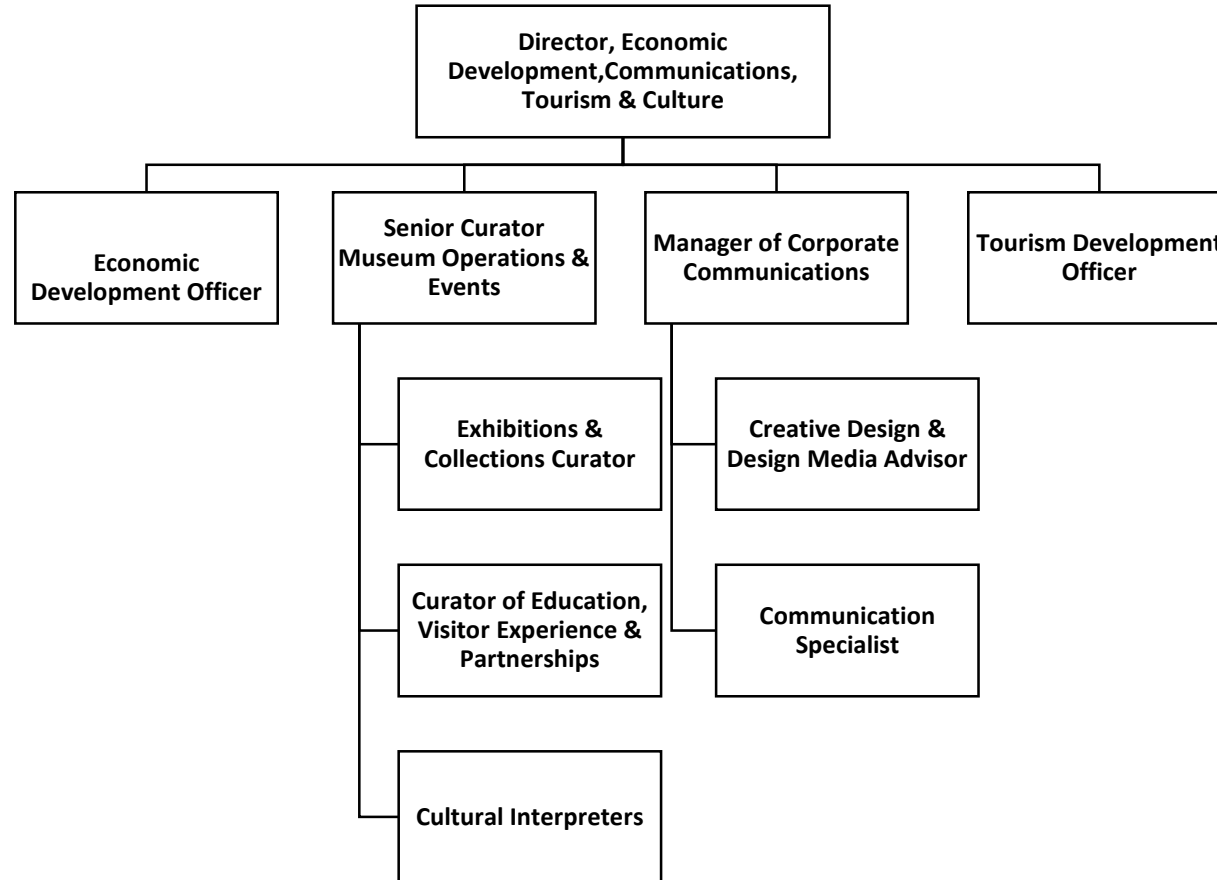 Director, Economic
Development,Communications,
Tourism & Culture
Economic
Development Officer
Senior Curator
Museum Operations &
Events
Manager of Corporate
Communications
Tourism Development
Officer
Exhibitions &
Collections Curator
Creative Design &
Design Media Advisor
Curator of Education,
Visitor Experience &
Partnerships
Communication
Specialist
Cultural Interpreters